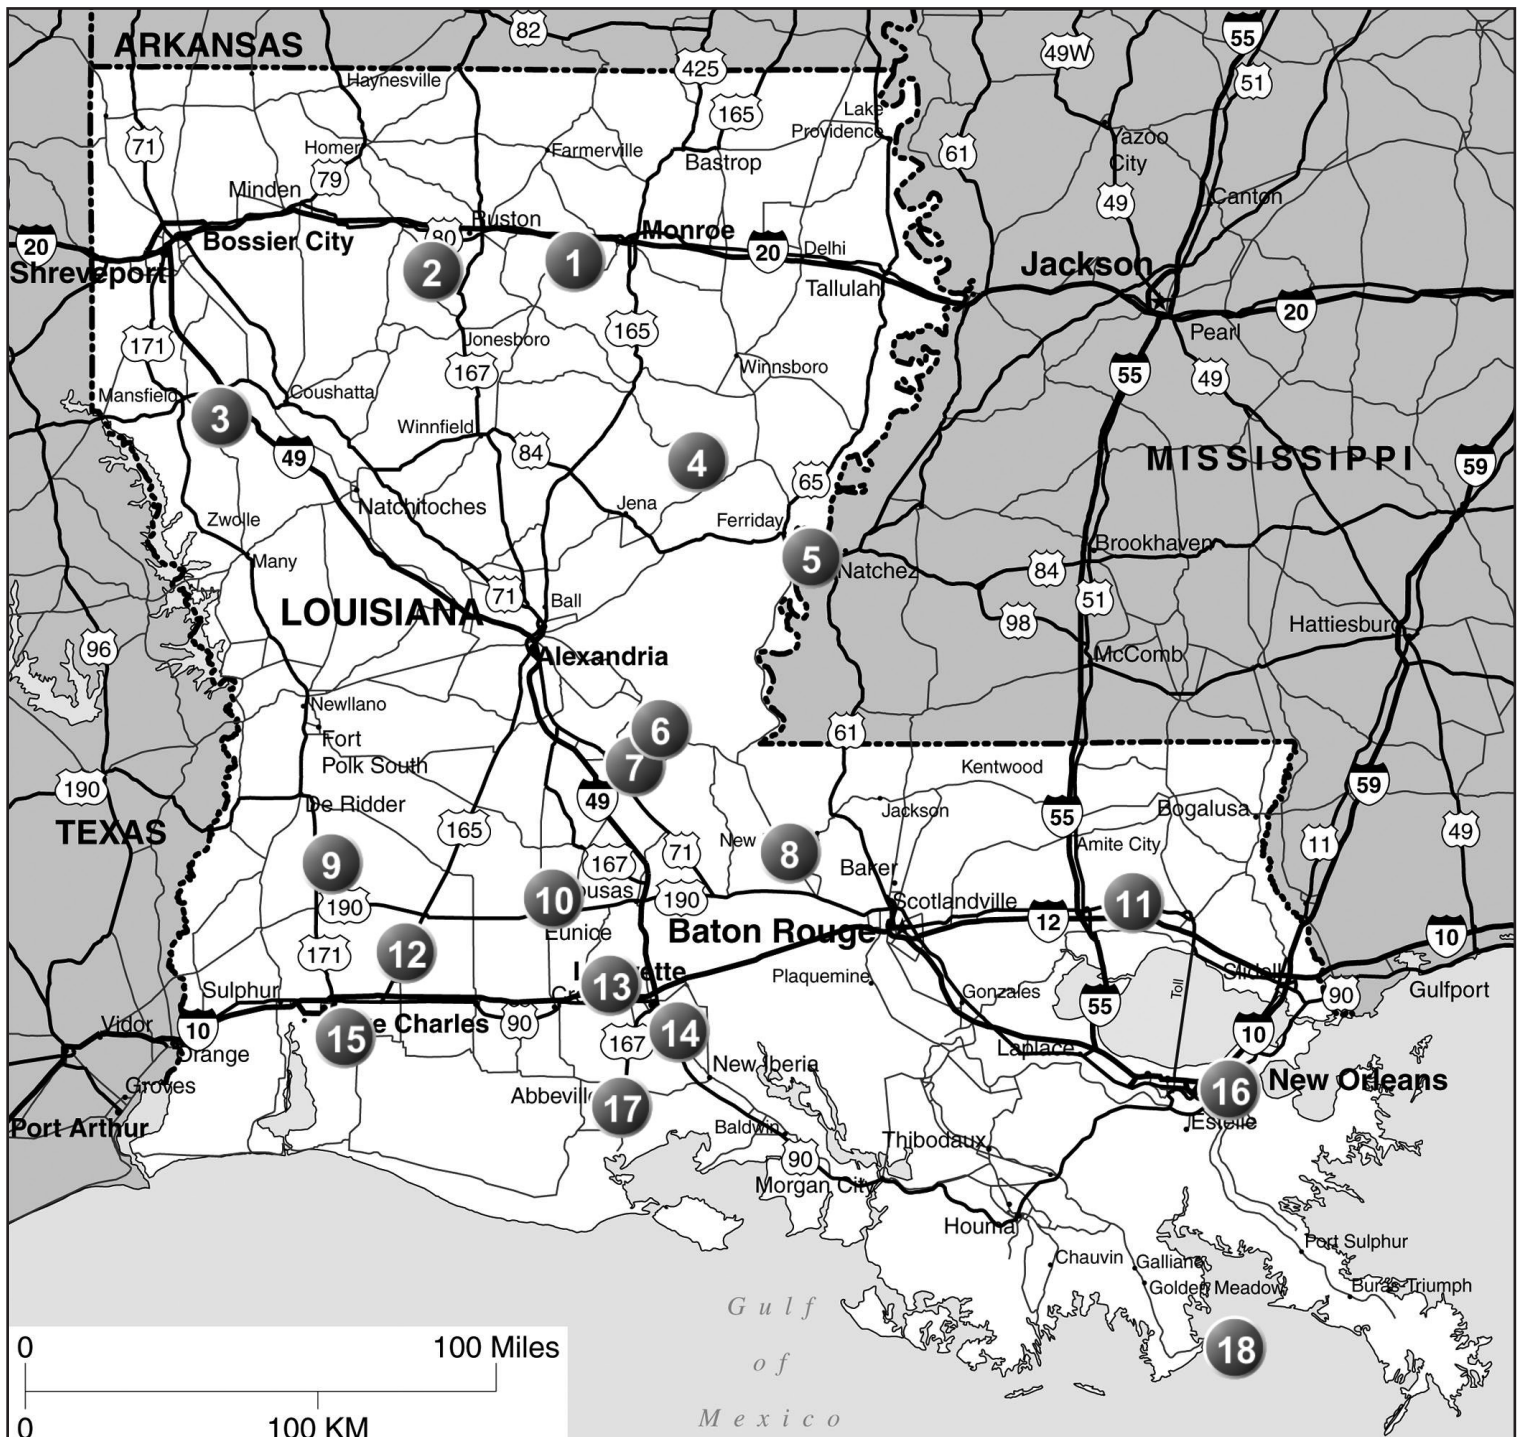 ARKANSAS
82
49W
55
51
425
165
Haynesville
Lake
Providence
71
61
Yazoo
City
Homer
Farmerville
Bastrop
79
Minden
49
Canton
Ruston
80
20
Bossier City
Monroe
20
Delhi
Shreveport
2
1
Tallulah
Jackson
20
Pearl
171
165
Jonesboro
167
Winnsboro
55
49
Mansfield
Coushatta
3
Winnfield
49
84
4
MISSISSIPPI
59
65
Natchitoches
Jena
Ferriday
Zwolle
Many
5
Natchez
Brookhaven
84
71
Ball
51
LOUISIANA
98
Hattiesburg
96
Alexandria
McComb
Newllano
6
61
Fort
Polk South
7
Kentwood
190
49
59
De Ridder
Jackson
Bogalusa
TEXAS
165
55
11
49
New
8
Amite City
9
167
71
Baker
10
ousas
190
Scotlandville
11
190
12
Eunice
Baton Rouge
10
12
171
L
ette
Slidell
Plaquemine
Toll
Sulphur
13
Cr
Gonzales
90
Gulfport
Vidor
10
e Charles
90
55
10
15
167
14
Orange
Laplace
New Iberia
Groves
16
New Orleans
Abbeville
17
Port Arthur
Baldwin
Estelle
Thibodaux
90
Morgan City
Houma
Port Sulphur
Chauvin
Galliano
Golden Meadow
Buras-Triumph
Gulf
of
Mexico
18
0
100 Miles
0
100 KM